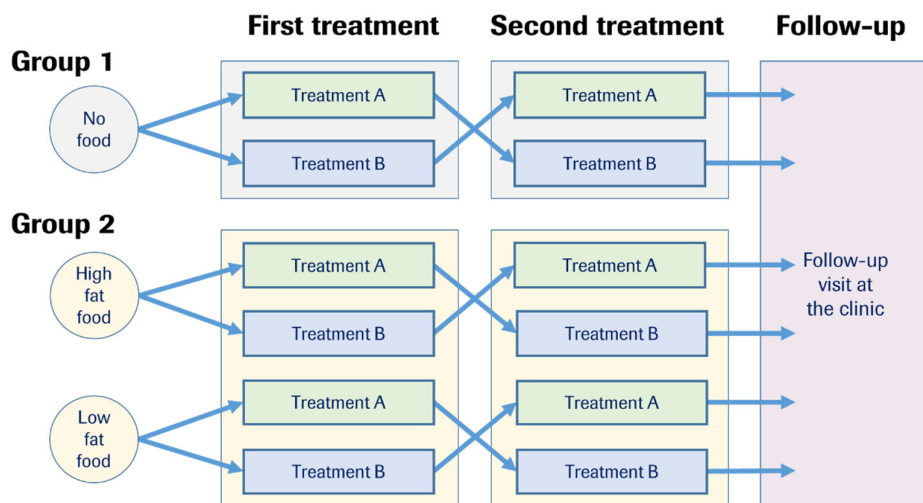 First treatment
Second treatment
Follow-up
Group 1
No
food
Treatment A
Treatment B
Treatment A
Treatment B
Group 2
High
fat
food
Treatment A
Treatment B
Treatment A
Treatment B
Low
fat
food
Treatment A
Treatment B
Treatment A
Treatment B
Follow-up
visit at
the clinic